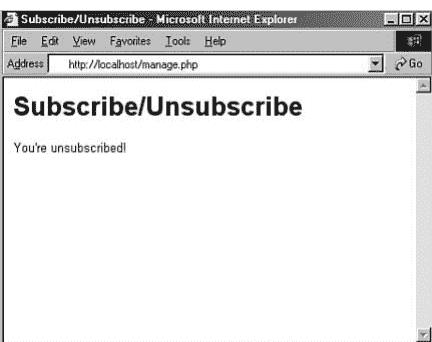 Subscribe/Unsubscribe - Microsoft Internet Explorer
File Edit View Favorites Tools Help
Address http://localhost/manage.php Go
Subscribe/Unsubscribe
You're unsubscribed!